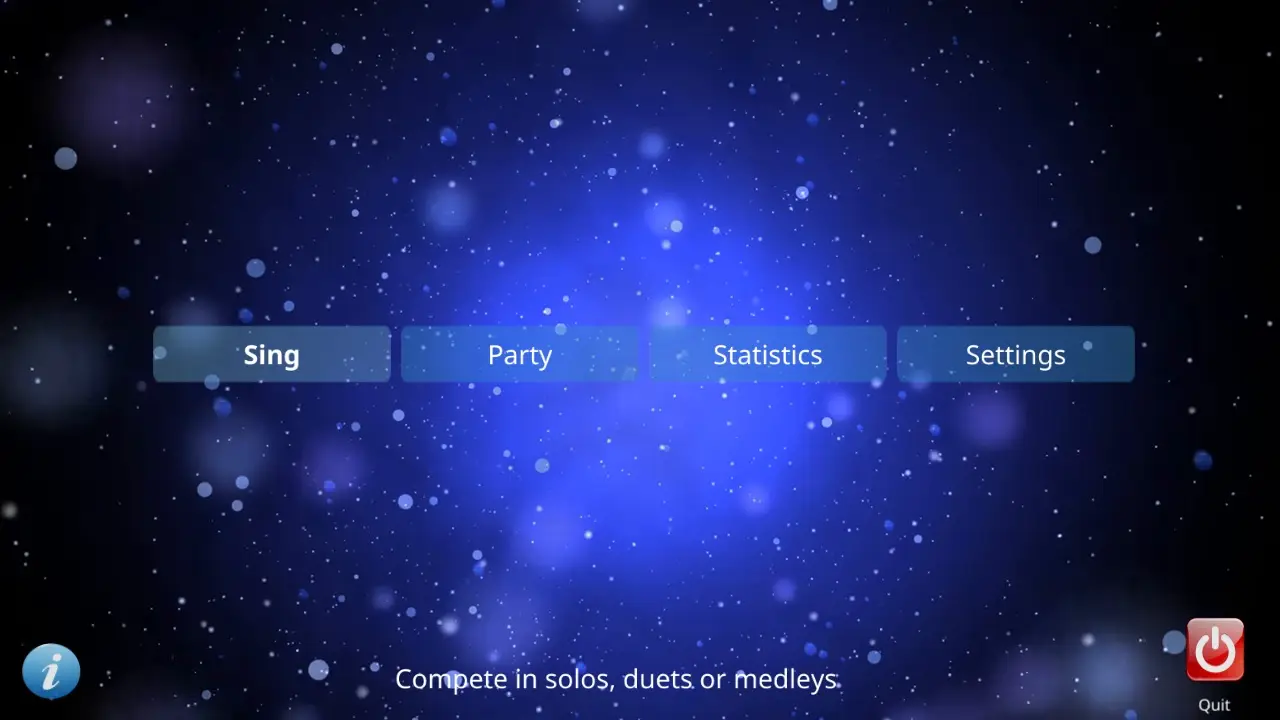 Sing
Party
Statistics
Settings
Compete in solos, duets or medleys
i
Quit